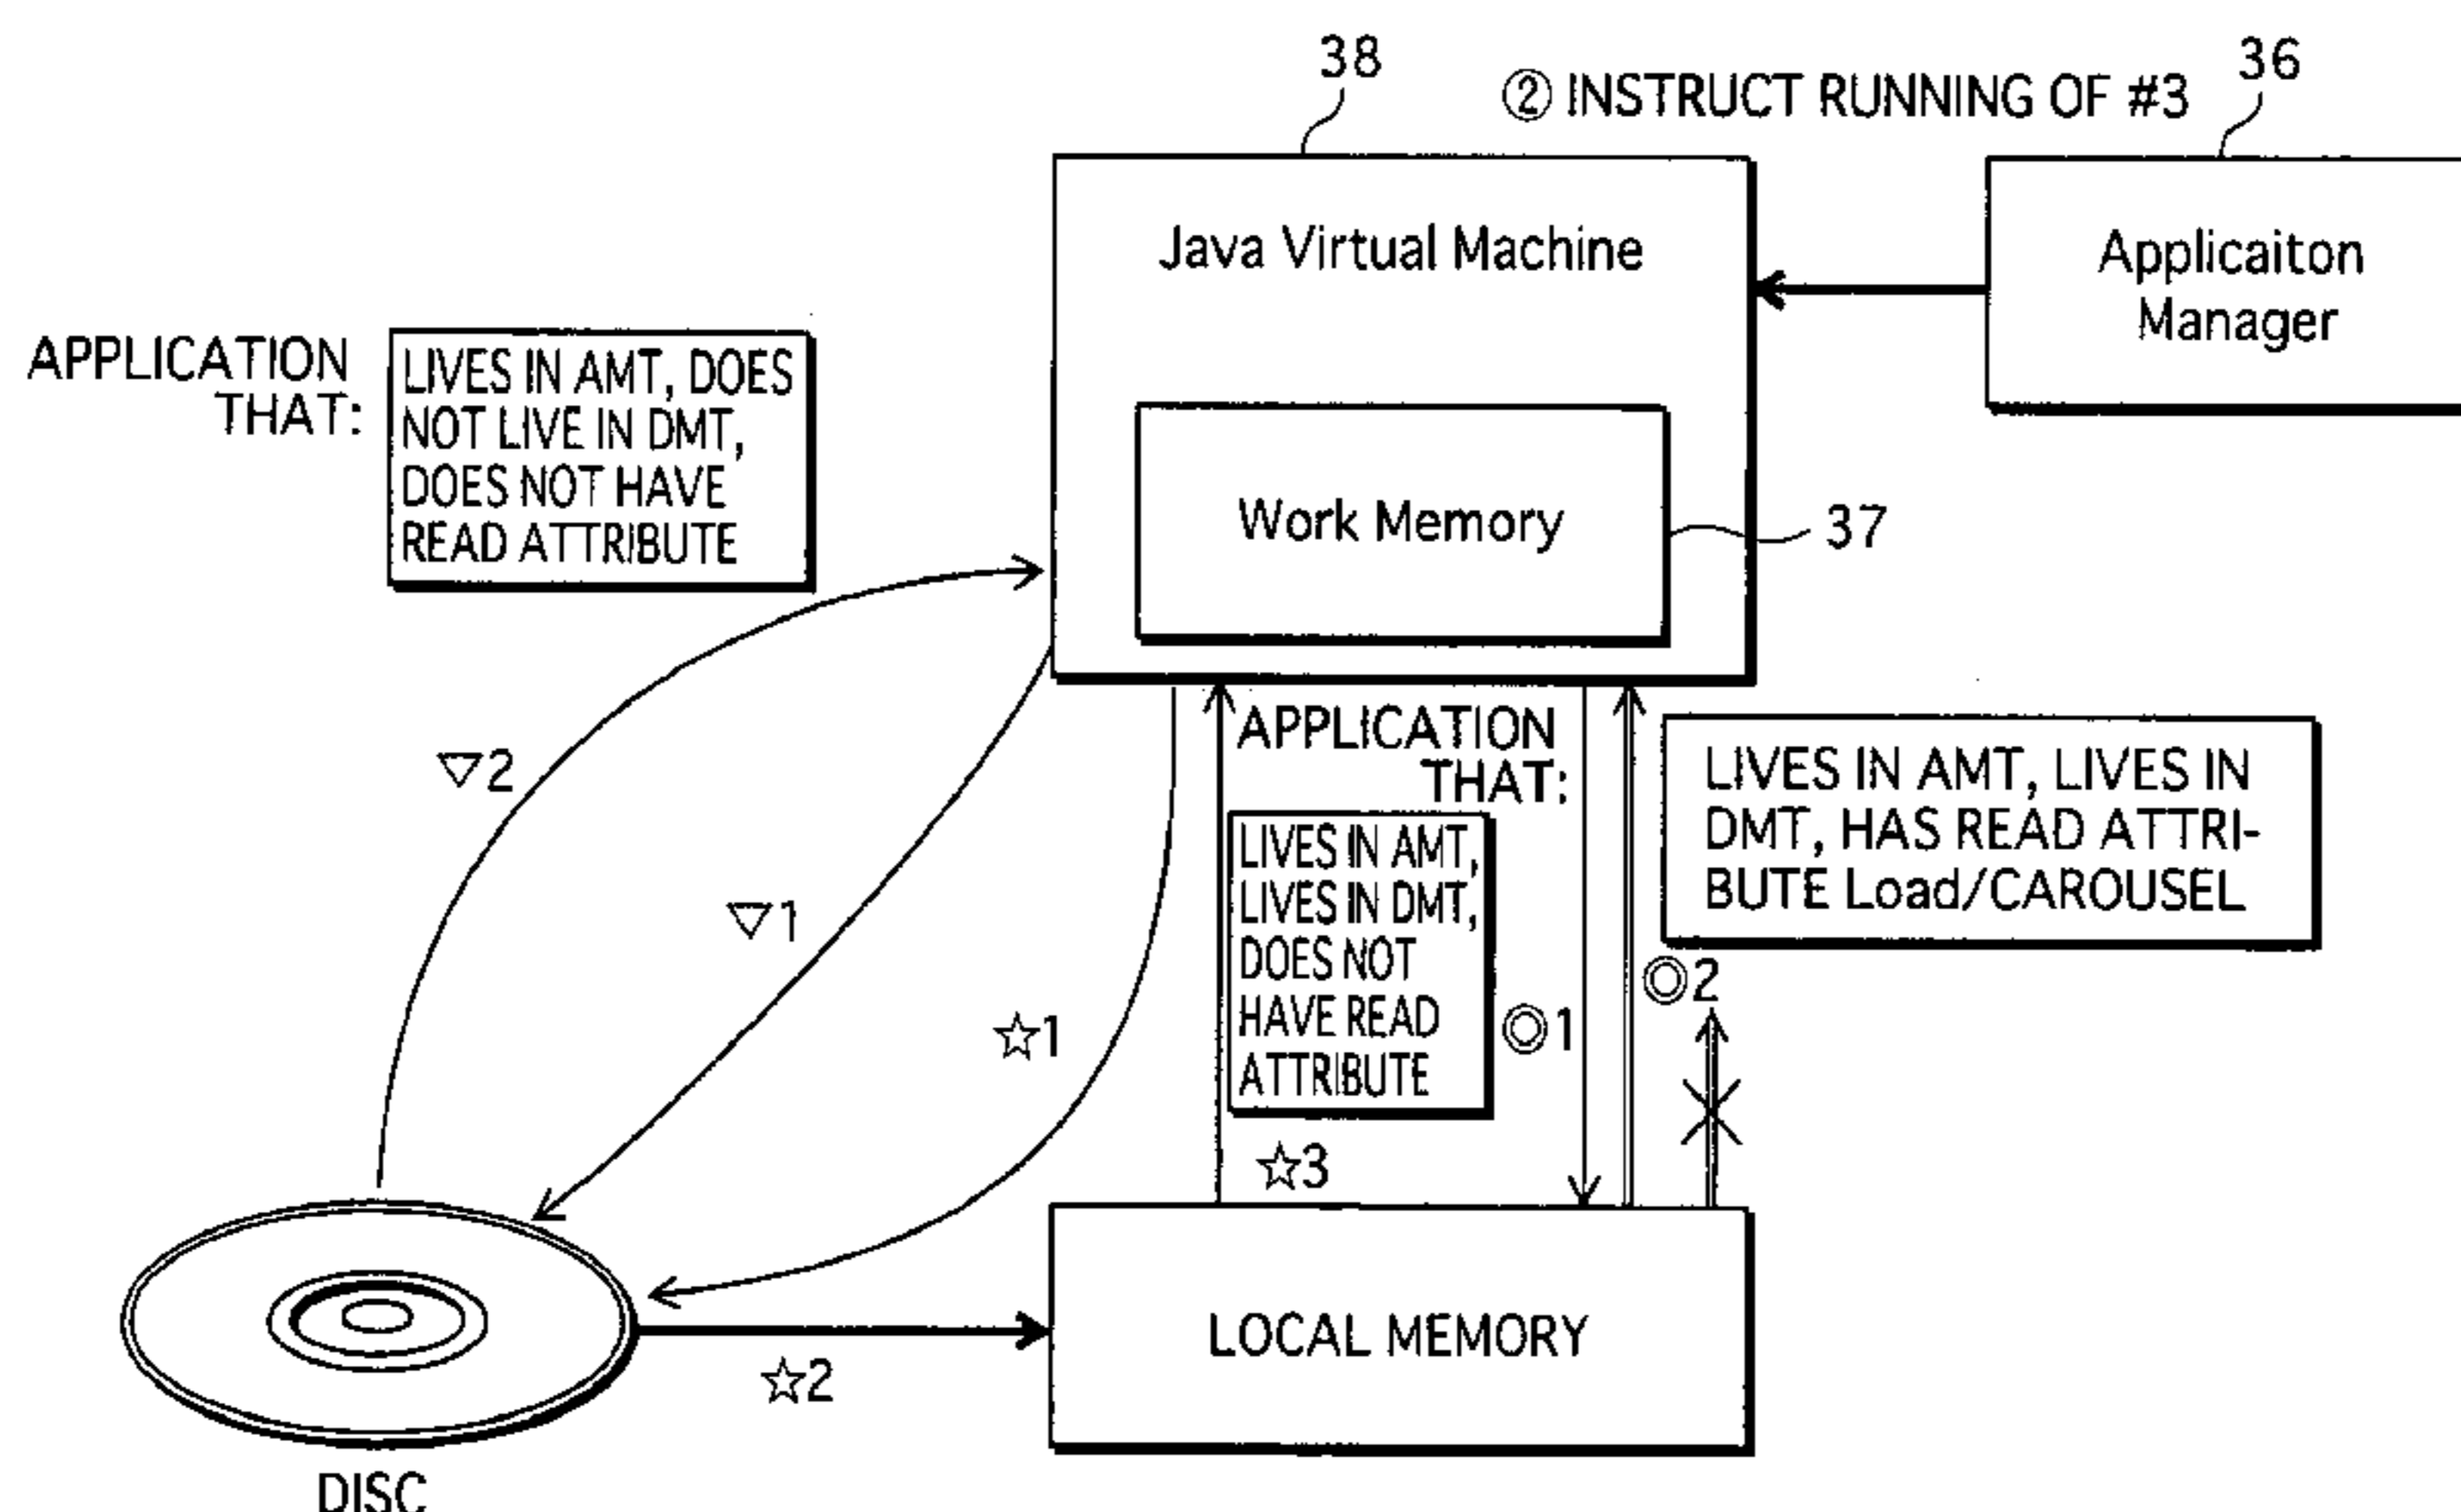 38
② INSTRUCT RUNNING OF #3
36
Java Virtual Machine
Applicaiton
Manager
APPLICATION
THAT:
LIVES IN AMT, DOES
NOT LIVE IN DMT,
DOES NOT HAVE
READ ATTRIBUTE
Work Memory
37
▽2
▽1
☆1
APPLICATION
THAT:
LIVES IN AMT,
LIVES IN DMT,
DOES NOT
HAVE READ
ATTRIBUTE
☆3
◎1
◎2
LIVES IN AMT, LIVES IN
DMT, HAS READ ATTRI-
BUTE Load/CAROUSEL
☆2
LOCAL MEMORY
DISC